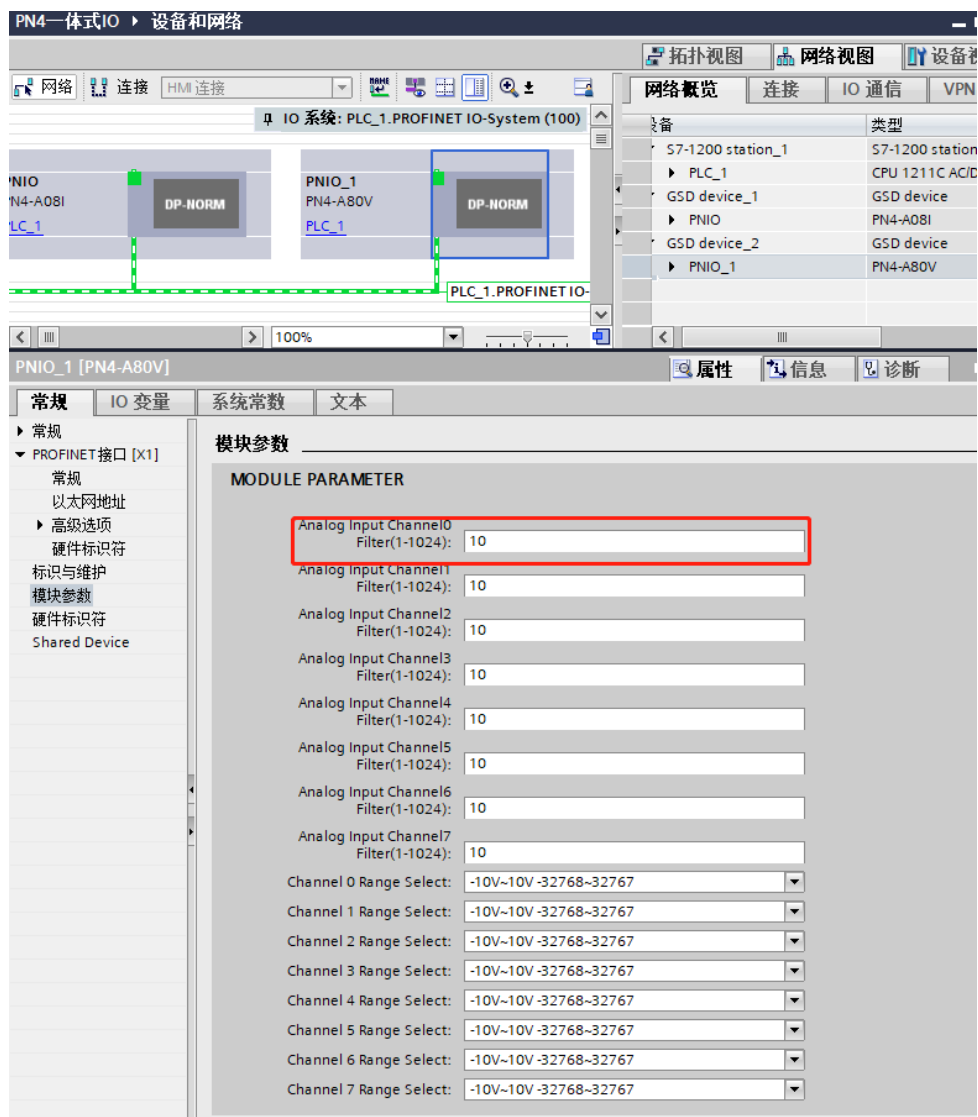 PN4一体式IO ▸ 设备和网络
拓扑视图 网络视图 设备视
网络 连接 HMI 连接
网络概览 连接 IO 通信 VPN
IO 系统: PLC_1.PROFINET IO-System (100)
设备 类型
S7-1200 station_1 S7-1200 station
PLC_1 CPU 1211C AC/D
GSD device_1 GSD device
PNIO PN4-A08I
GSD device_2 GSD device
PNIO_1 PN4-A80V
PNIO
PN4-A08I
PLC_1
DP-NORM
PNIO_1
PN4-A80V
PLC_1
DP-NORM
PLC_1.PROFINET IO-
100%
PNIO_1 [PN4-A80V]
属性 信息 诊断
常规 IO 变量 系统常数 文本
常规
PROFINET接口 [X1]
常规
以太网地址
高级选项
硬件标识符
标识与维护
模块参数
硬件标识符
Shared Device
模块参数
MODULE PARAMETER
Analog Input Channel0
Filter(1-1024): 10
Analog Input Channel1
Filter(1-1024): 10
Analog Input Channel2
Filter(1-1024): 10
Analog Input Channel3
Filter(1-1024): 10
Analog Input Channel4
Filter(1-1024): 10
Analog Input Channel5
Filter(1-1024): 10
Analog Input Channel6
Filter(1-1024): 10
Analog Input Channel7
Filter(1-1024): 10
Channel 0 Range Select: -10V~10V -32768~32767
Channel 1 Range Select: -10V~10V -32768~32767
Channel 2 Range Select: -10V~10V -32768~32767
Channel 3 Range Select: -10V~10V -32768~32767
Channel 4 Range Select: -10V~10V -32768~32767
Channel 5 Range Select: -10V~10V -32768~32767
Channel 6 Range Select: -10V~10V -32768~32767
Channel 7 Range Select: -10V~10V -32768~32767